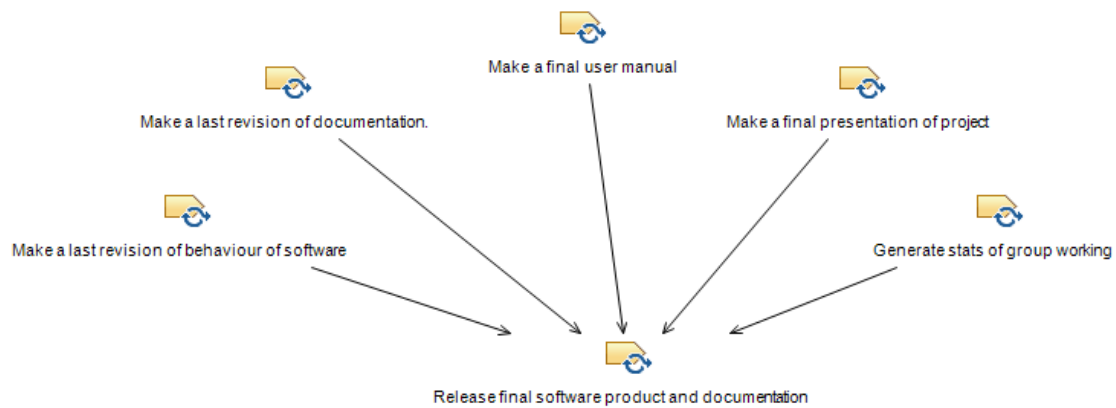 Make a final user manual
Make a last revision of documentation.
Make a final presentation of project
Make a last revision of behaviour of software
Generate stats of group working
Release final software product and documentation